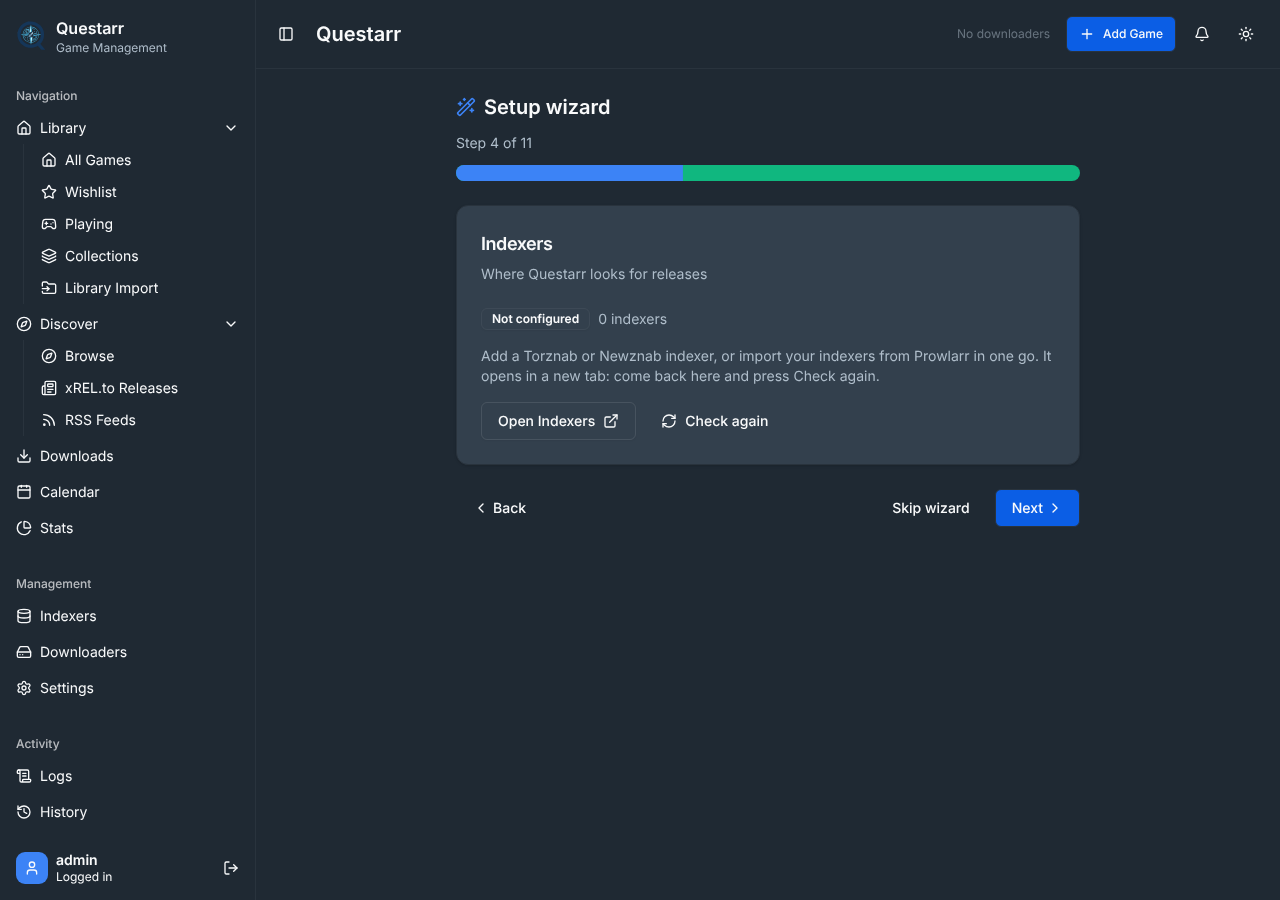 Questarr
Game Management
Navigation
Library
All Games
Wishlist
Playing
Collections
Library Import
Discover
Browse
xREL.to Releases
RSS Feeds
Downloads
Calendar
Stats
Management
Indexers
Downloaders
Settings
Activity
Logs
History
admin
Logged in
Questarr
No downloaders
Add Game
Setup wizard
Step 4 of 11
Indexers
Where Questarr looks for releases
Not configured 0 indexers
Add a Torznab or Newznab indexer, or import your indexers from Prowlarr in one go. It
opens in a new tab: come back here and press Check again.
Open Indexers Check again
Back Skip wizard Next